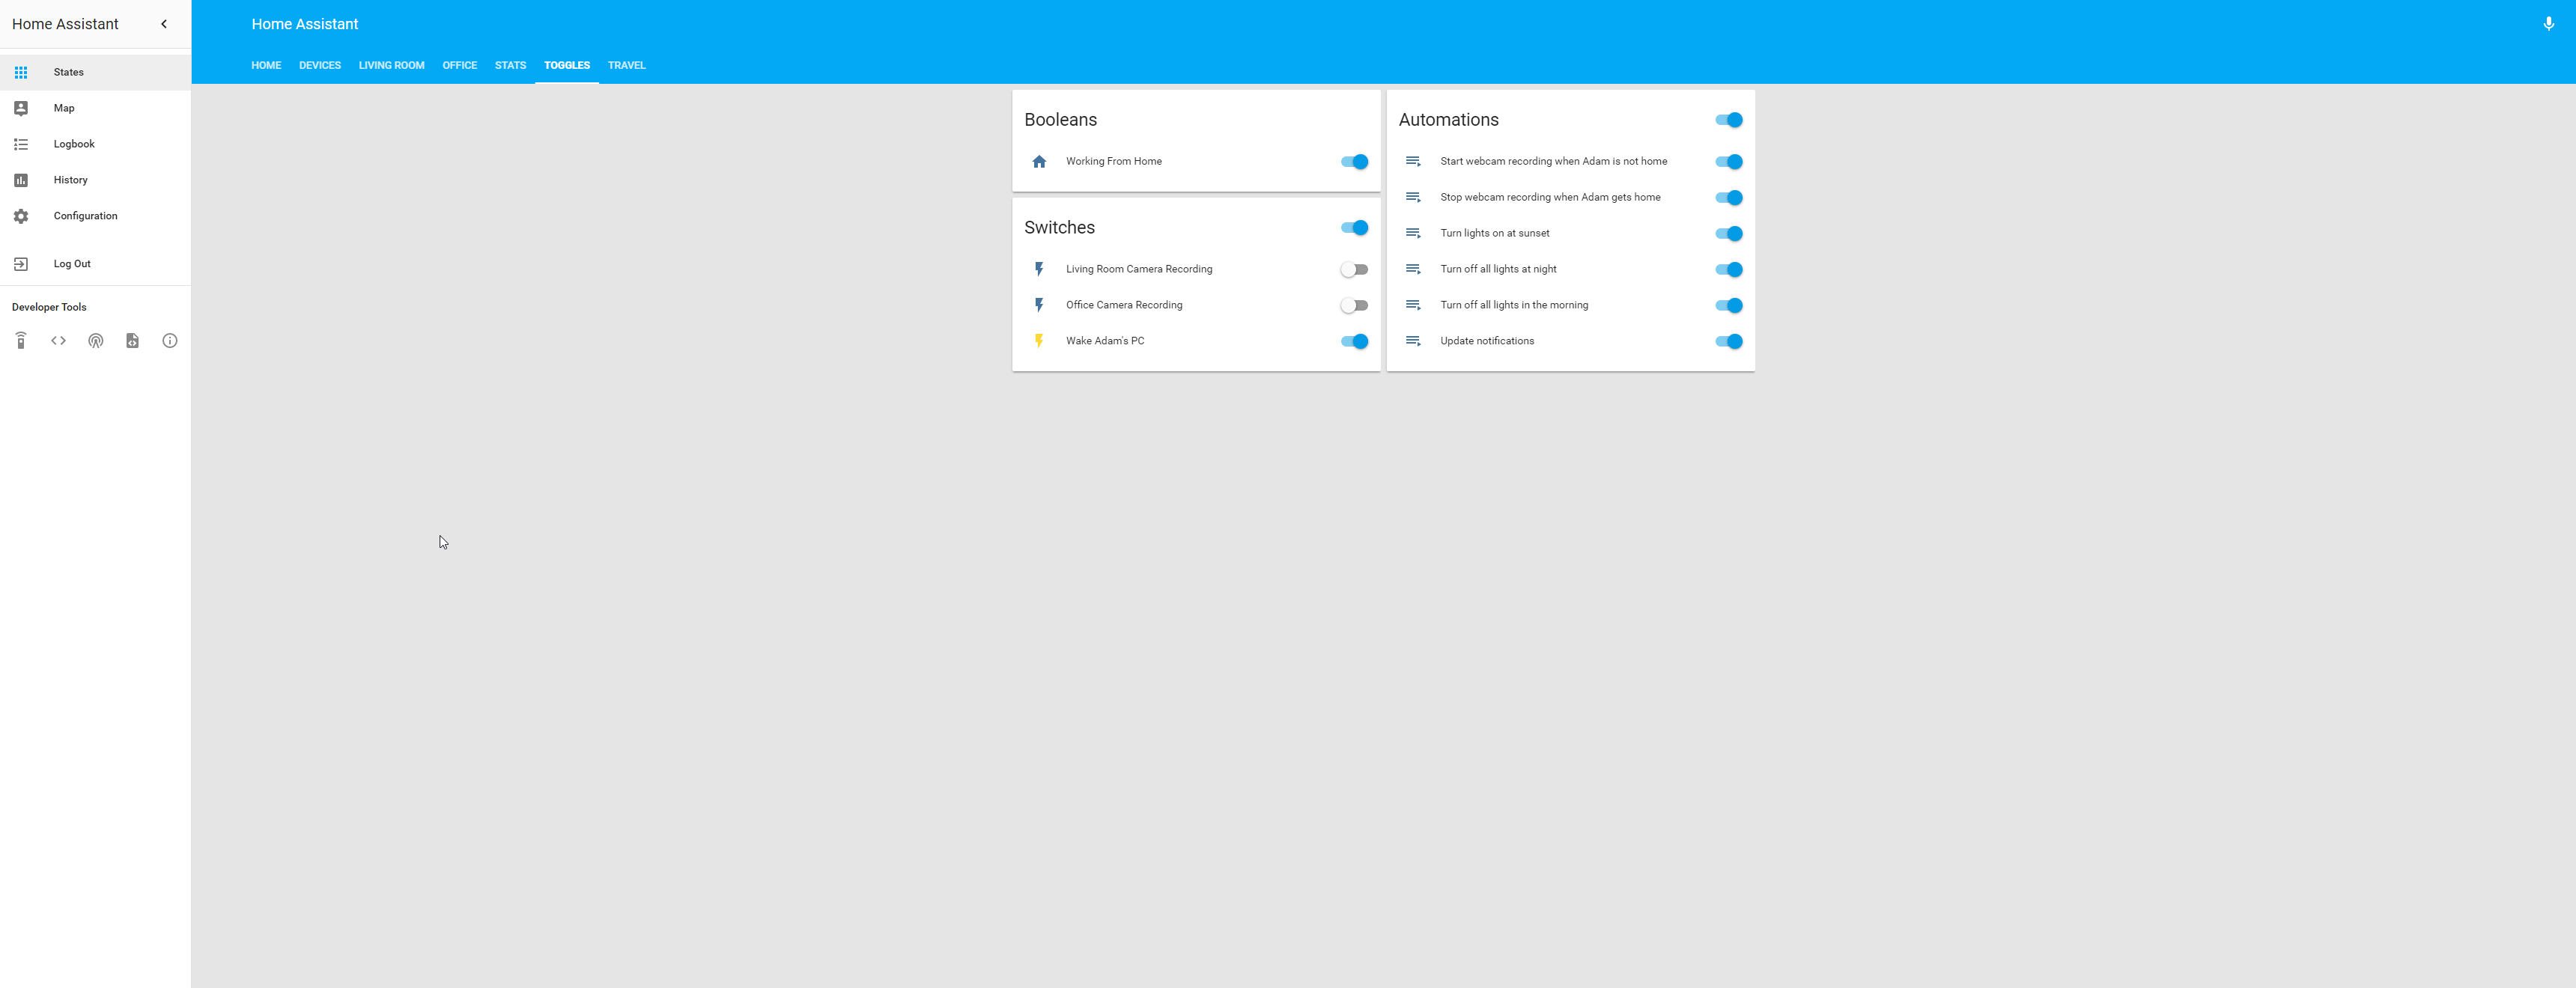 Home Assistant
States
Map
Logbook
History
Configuration
Log Out
Developer Tools
Home Assistant
HOME DEVICES LIVING ROOM OFFICE STATS TOGGLES TRAVEL
Booleans
Working From Home
Switches
Living Room Camera Recording
Office Camera Recording
Wake Adam's PC
Automations
Start webcam recording when Adam is not home
Stop webcam recording when Adam gets home
Turn lights on at sunset
Turn off all lights at night
Turn off all lights in the morning
Update notifications